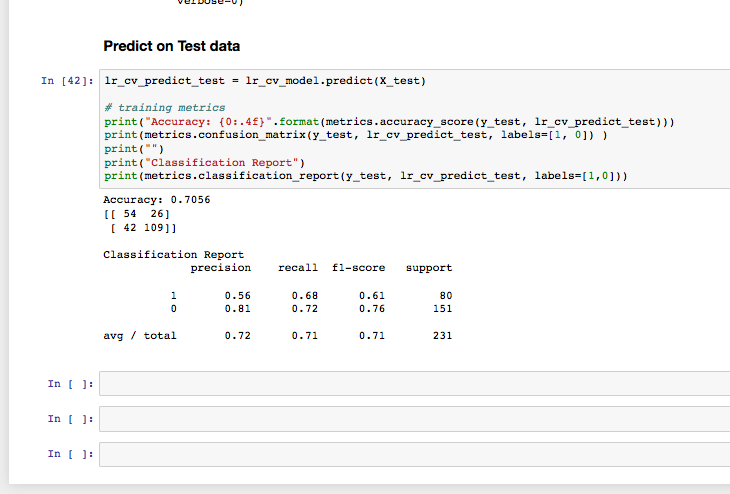 verbose=0)
Predict on Test data
In [42]: lr_cv_predict_test = lr_cv_model.predict(X_test)
# training metrics
print("Accuracy: {0:.4f}".format(metrics.accuracy_score(y_test, lr_cv_predict_test)))
print(metrics.confusion_matrix(y_test, lr_cv_predict_test, labels=[1, 0]) )
print("")
print("Classification Report")
print(metrics.classification_report(y_test, lr_cv_predict_test, labels=[1,0]))
Accuracy: 0.7056
[[ 54  26]
 [ 42 109]]
Classification Report
precision    recall  f1-score   support
1       0.56      0.68      0.61        80
0       0.81      0.72      0.76       151
avg / total       0.72      0.71      0.71       231
In [ ]:
In [ ]:
In [ ]: